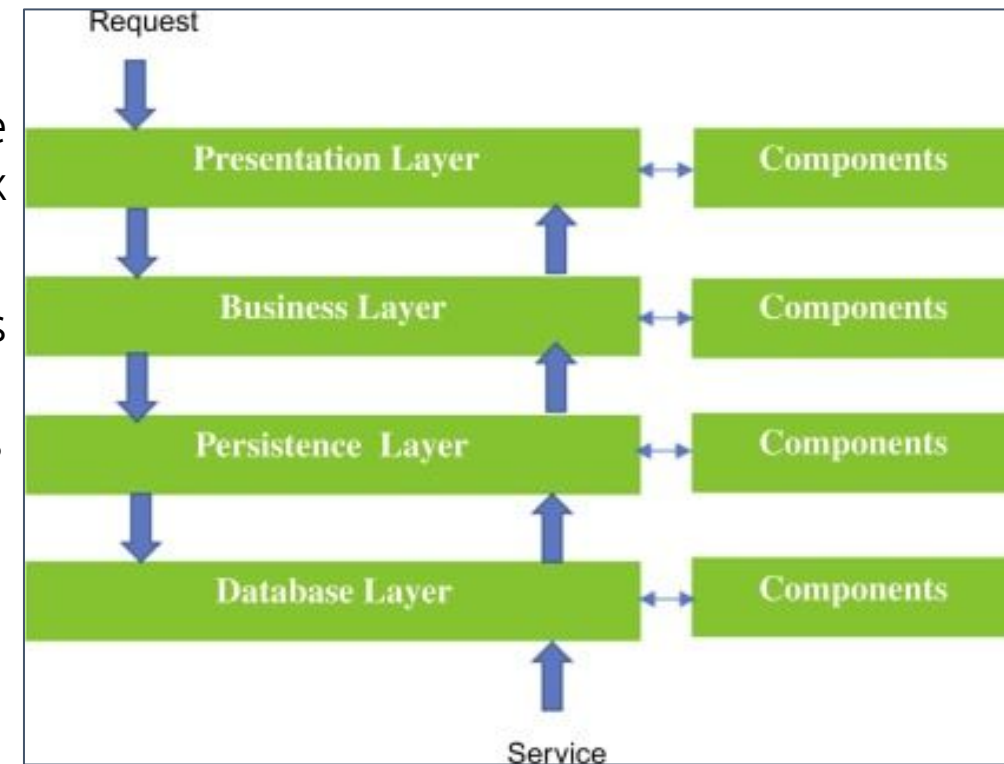 Request
Presentation Layer Components
Business Layer Components
Persistence Layer Components
Database Layer Components
Service